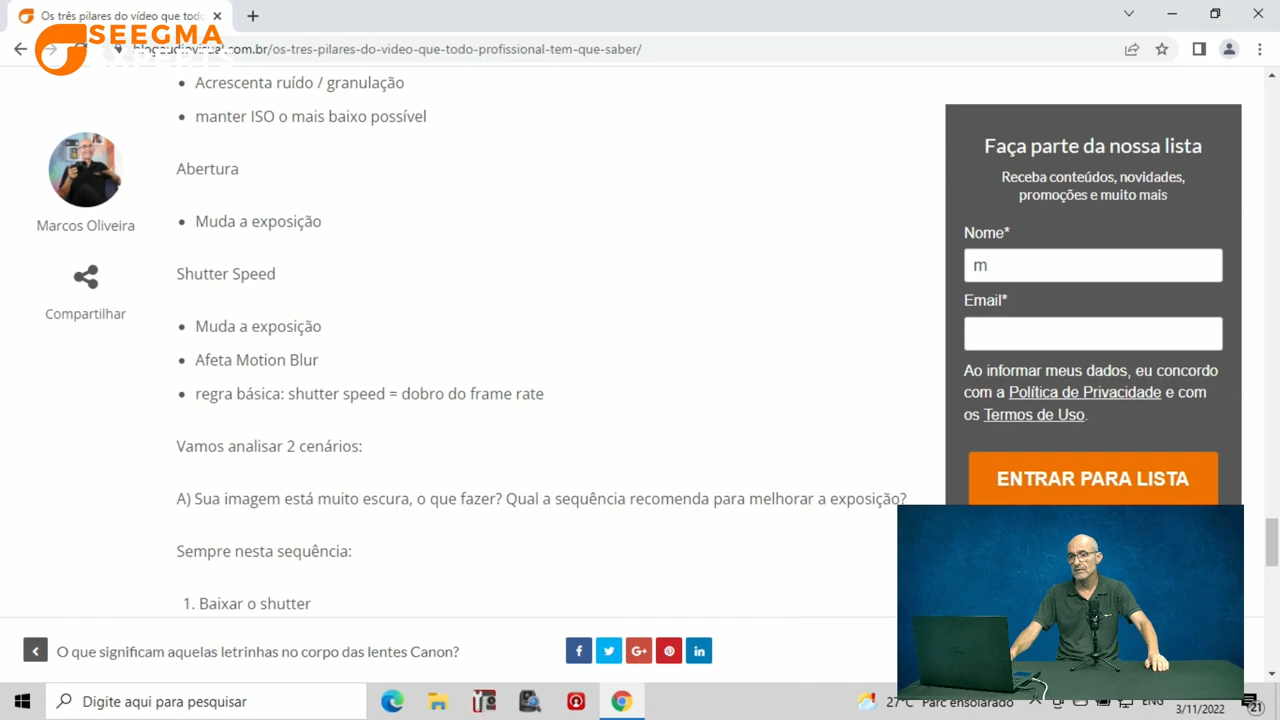 Os três pilares do vídeo que tod
SEEGMA
EXPERTS
blogaudiovisual.com.br/os-tres-pilares-do-video-que-todo-profissional-tem-que-saber/
Acrescenta ruído / granulação
manter ISO o mais baixo possível
Abertura
Muda a exposição
Shutter Speed
Muda a exposição
Afeta Motion Blur
regra básica: shutter speed = dobro do frame rate
Vamos analisar 2 cenários:
A) Sua imagem está muito escura, o que fazer? Qual a sequência recomenda para melhorar a exposição?
Sempre nesta sequência:
1. Baixar o shutter
Marcos Oliveira
Compartilhar
Faça parte da nossa lista
Receba conteúdos, novidades,
promoções e muito mais
Nome*
m
Email*
Ao informar meus dados, eu concordo
com a Política de Privacidade e com
os Termos de Uso.
ENTRAR PARA LISTA
O que significam aquelas letrinhas no corpo das lentes Canon?
Digite aqui para pesquisar
27°C Parc ensolarado
ENG
3/11/2022
21